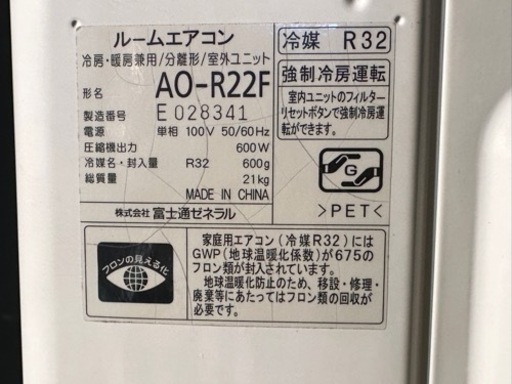 ルームエアコン
冷房・暖房兼用/分離形/室外ユニット
形名 AO-R22F
製造番号 E 028341
電源 単相 100V 50/60Hz
圧縮機出力 600W
冷媒名・封入量 R32 600g
総質量 21kg
MADE IN CHINA
株式会社 富士通ゼネラル
冷媒 R32
強制冷房運転
室内ユニットのフィルター
リセットボタンで強制冷房運
転ができます。
G
>PET<
フロンの見える化
家庭用エアコン(冷媒R32)には
GWP(地球温暖化係数)が675の
フロン類が封入されています。
地球温暖化防止のため、移設・修理・
廃棄等にあたってはフロン類の回収が
必要です。